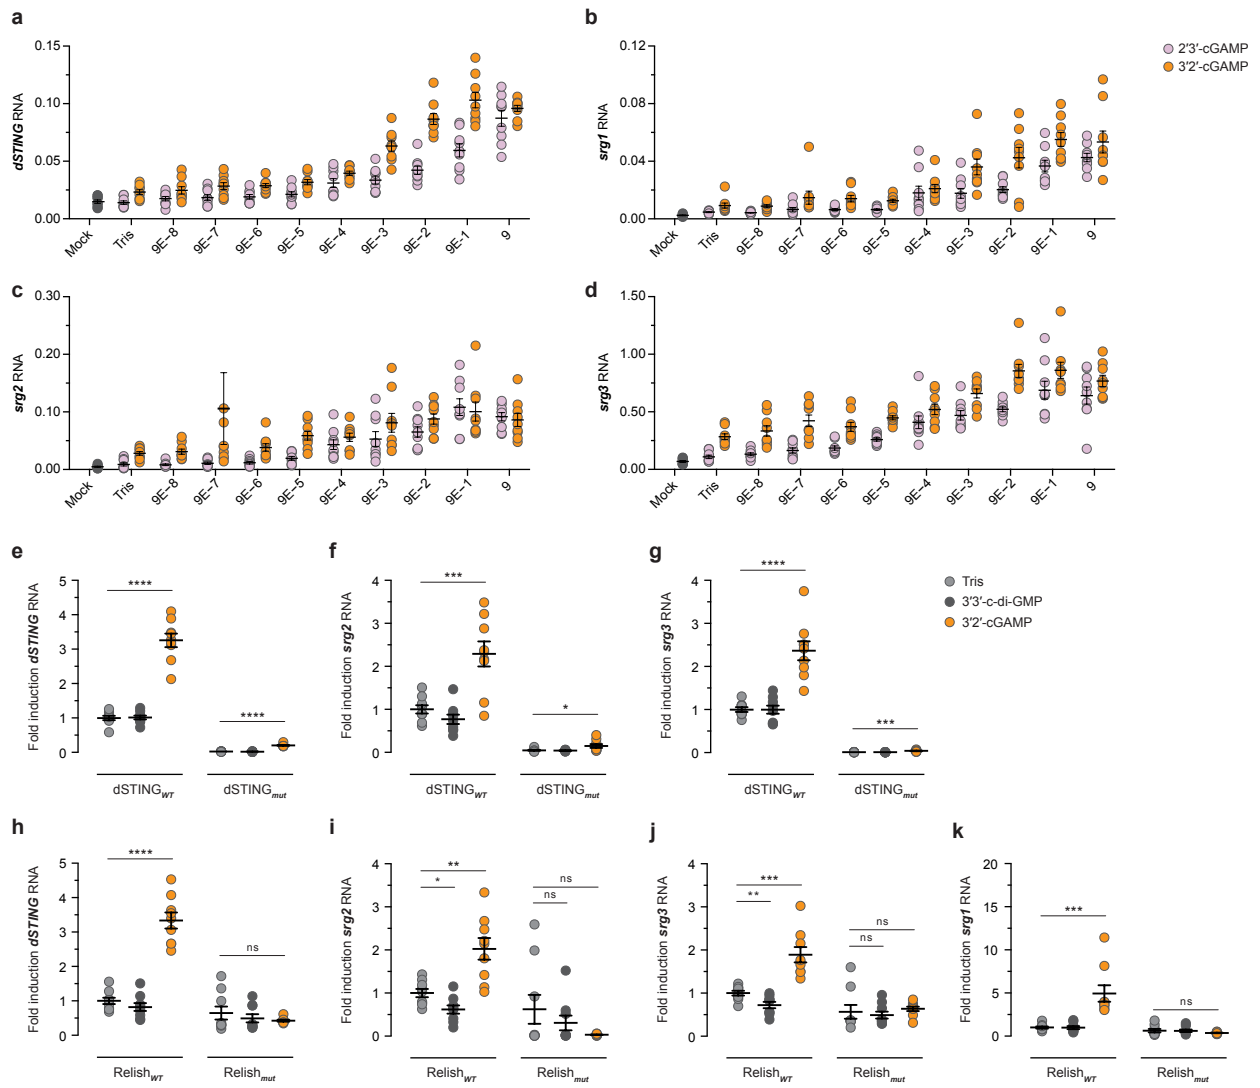 a
dSTING RNA
0.15
0.10
0.05
0.00
Mock
Tris
9E−8
9E−7
9E−6
9E−5
9E−4
9E−3
9E−2
9E−1
9
b
srg1 RNA
0.12
0.08
0.04
0.00
Mock
Tris
9E−8
9E−7
9E−6
9E−5
9E−4
9E−3
9E−2
9E−1
9
2′3′-cGAMP
3′2′-cGAMP
c
srg2 RNA
0.30
0.20
0.10
0.00
Mock
Tris
9E−8
9E−7
9E−6
9E−5
9E−4
9E−3
9E−2
9E−1
9
d
srg3 RNA
1.50
1.00
0.50
0.00
Mock
Tris
9E−8
9E−7
9E−6
9E−5
9E−4
9E−3
9E−2
9E−1
9
e
Fold induction dSTING RNA
5
4
3
2
1
0
****
****
dSTINGWT
dSTINGmut
f
Fold induction srg2 RNA
4
3
2
1
0
***
*
dSTINGWT
dSTINGmut
g
Fold induction srg3 RNA
4
3
2
1
0
****
***
dSTINGWT
dSTINGmut
Tris
3′3′-c-di-GMP
3′2′-cGAMP
h
Fold induction dSTING RNA
5
4
3
2
1
0
****
ns
RelishWT
Relishmut
i
Fold induction srg2 RNA
4
3
2
1
0
**
*
ns
ns
RelishWT
Relishmut
j
Fold induction srg3 RNA
4
3
2
1
0
***
**
ns
ns
RelishWT
Relishmut
k
Fold induction srg1 RNA
20
15
10
5
0
***
ns
RelishWT
Relishmut